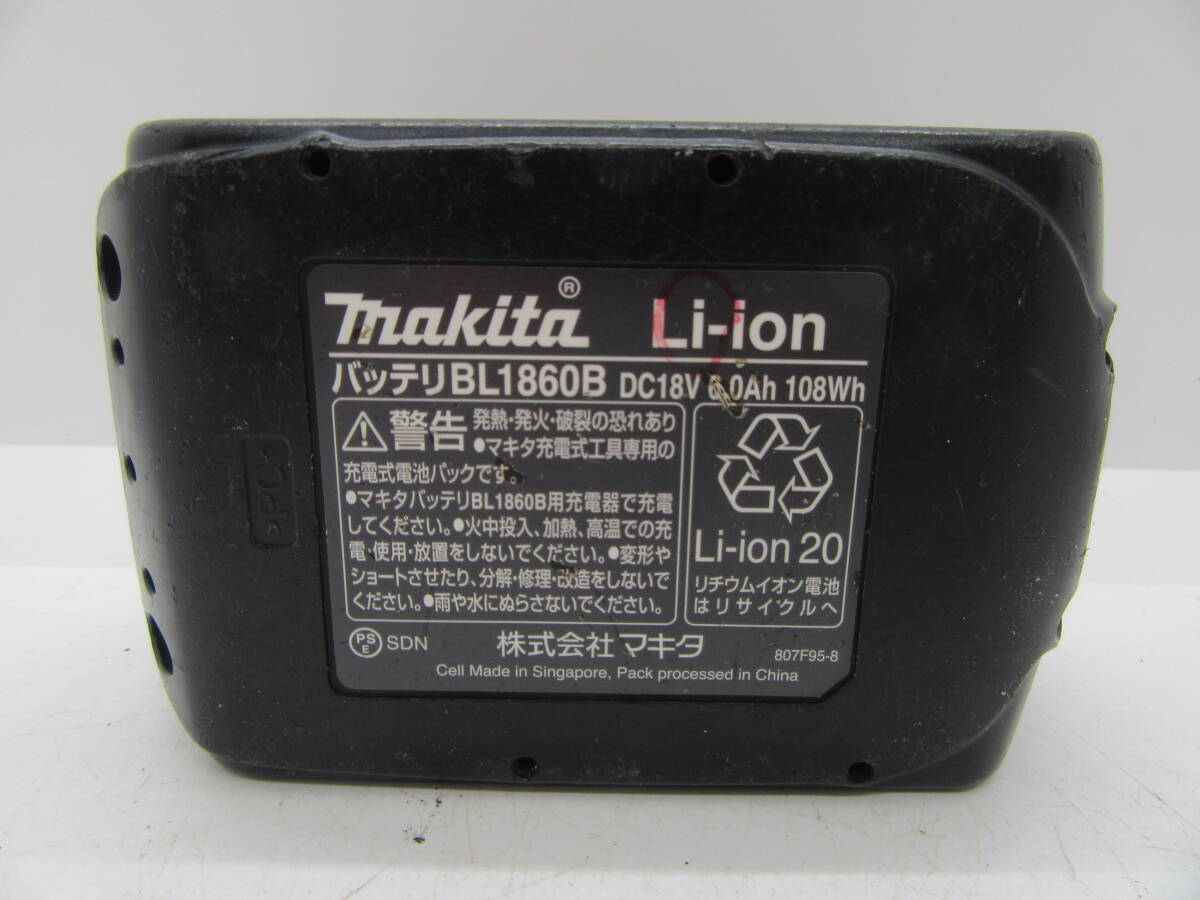 makita® Li-ion
バッテリBL1860B DC18V 6.0Ah 108Wh
警告 発熱・発火・破裂の恐れあり
●マキタ充電式工具専用の
充電式電池パックです。
●マキタバッテリBL1860B用充電器で充電
してください。●火中投入、加熱、高温での充
電・使用・放置をしないでください。●変形や
ショートさせたり、分解・修理・改造をしないで
ください。●雨や水にぬらさないでください。
Li-ion 20
リチウムイオン電池
はリサイクルへ
PSE SDN 株式会社 マキタ 807F95-8
Cell Made in Singapore, Pack processed in China
>PC<